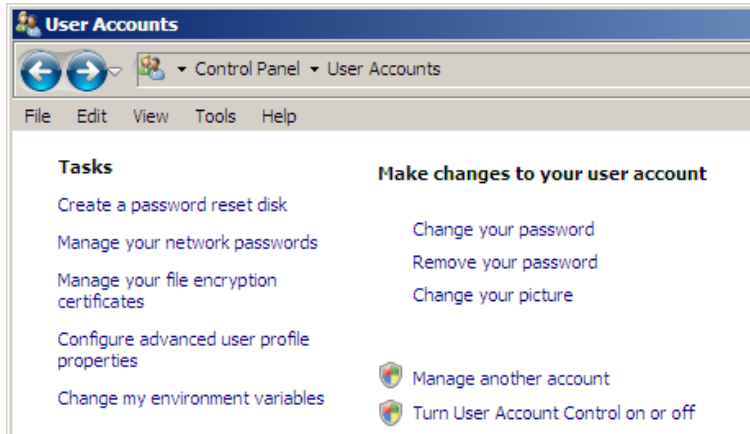 User Accounts
Control Panel User Accounts
File Edit View Tools Help
Tasks
Create a password reset disk
Manage your network passwords
Manage your file encryption
certificates
Configure advanced user profile
properties
Change my environment variables
Make changes to your user account
Change your password
Remove your password
Change your picture
Manage another account
Turn User Account Control on or off